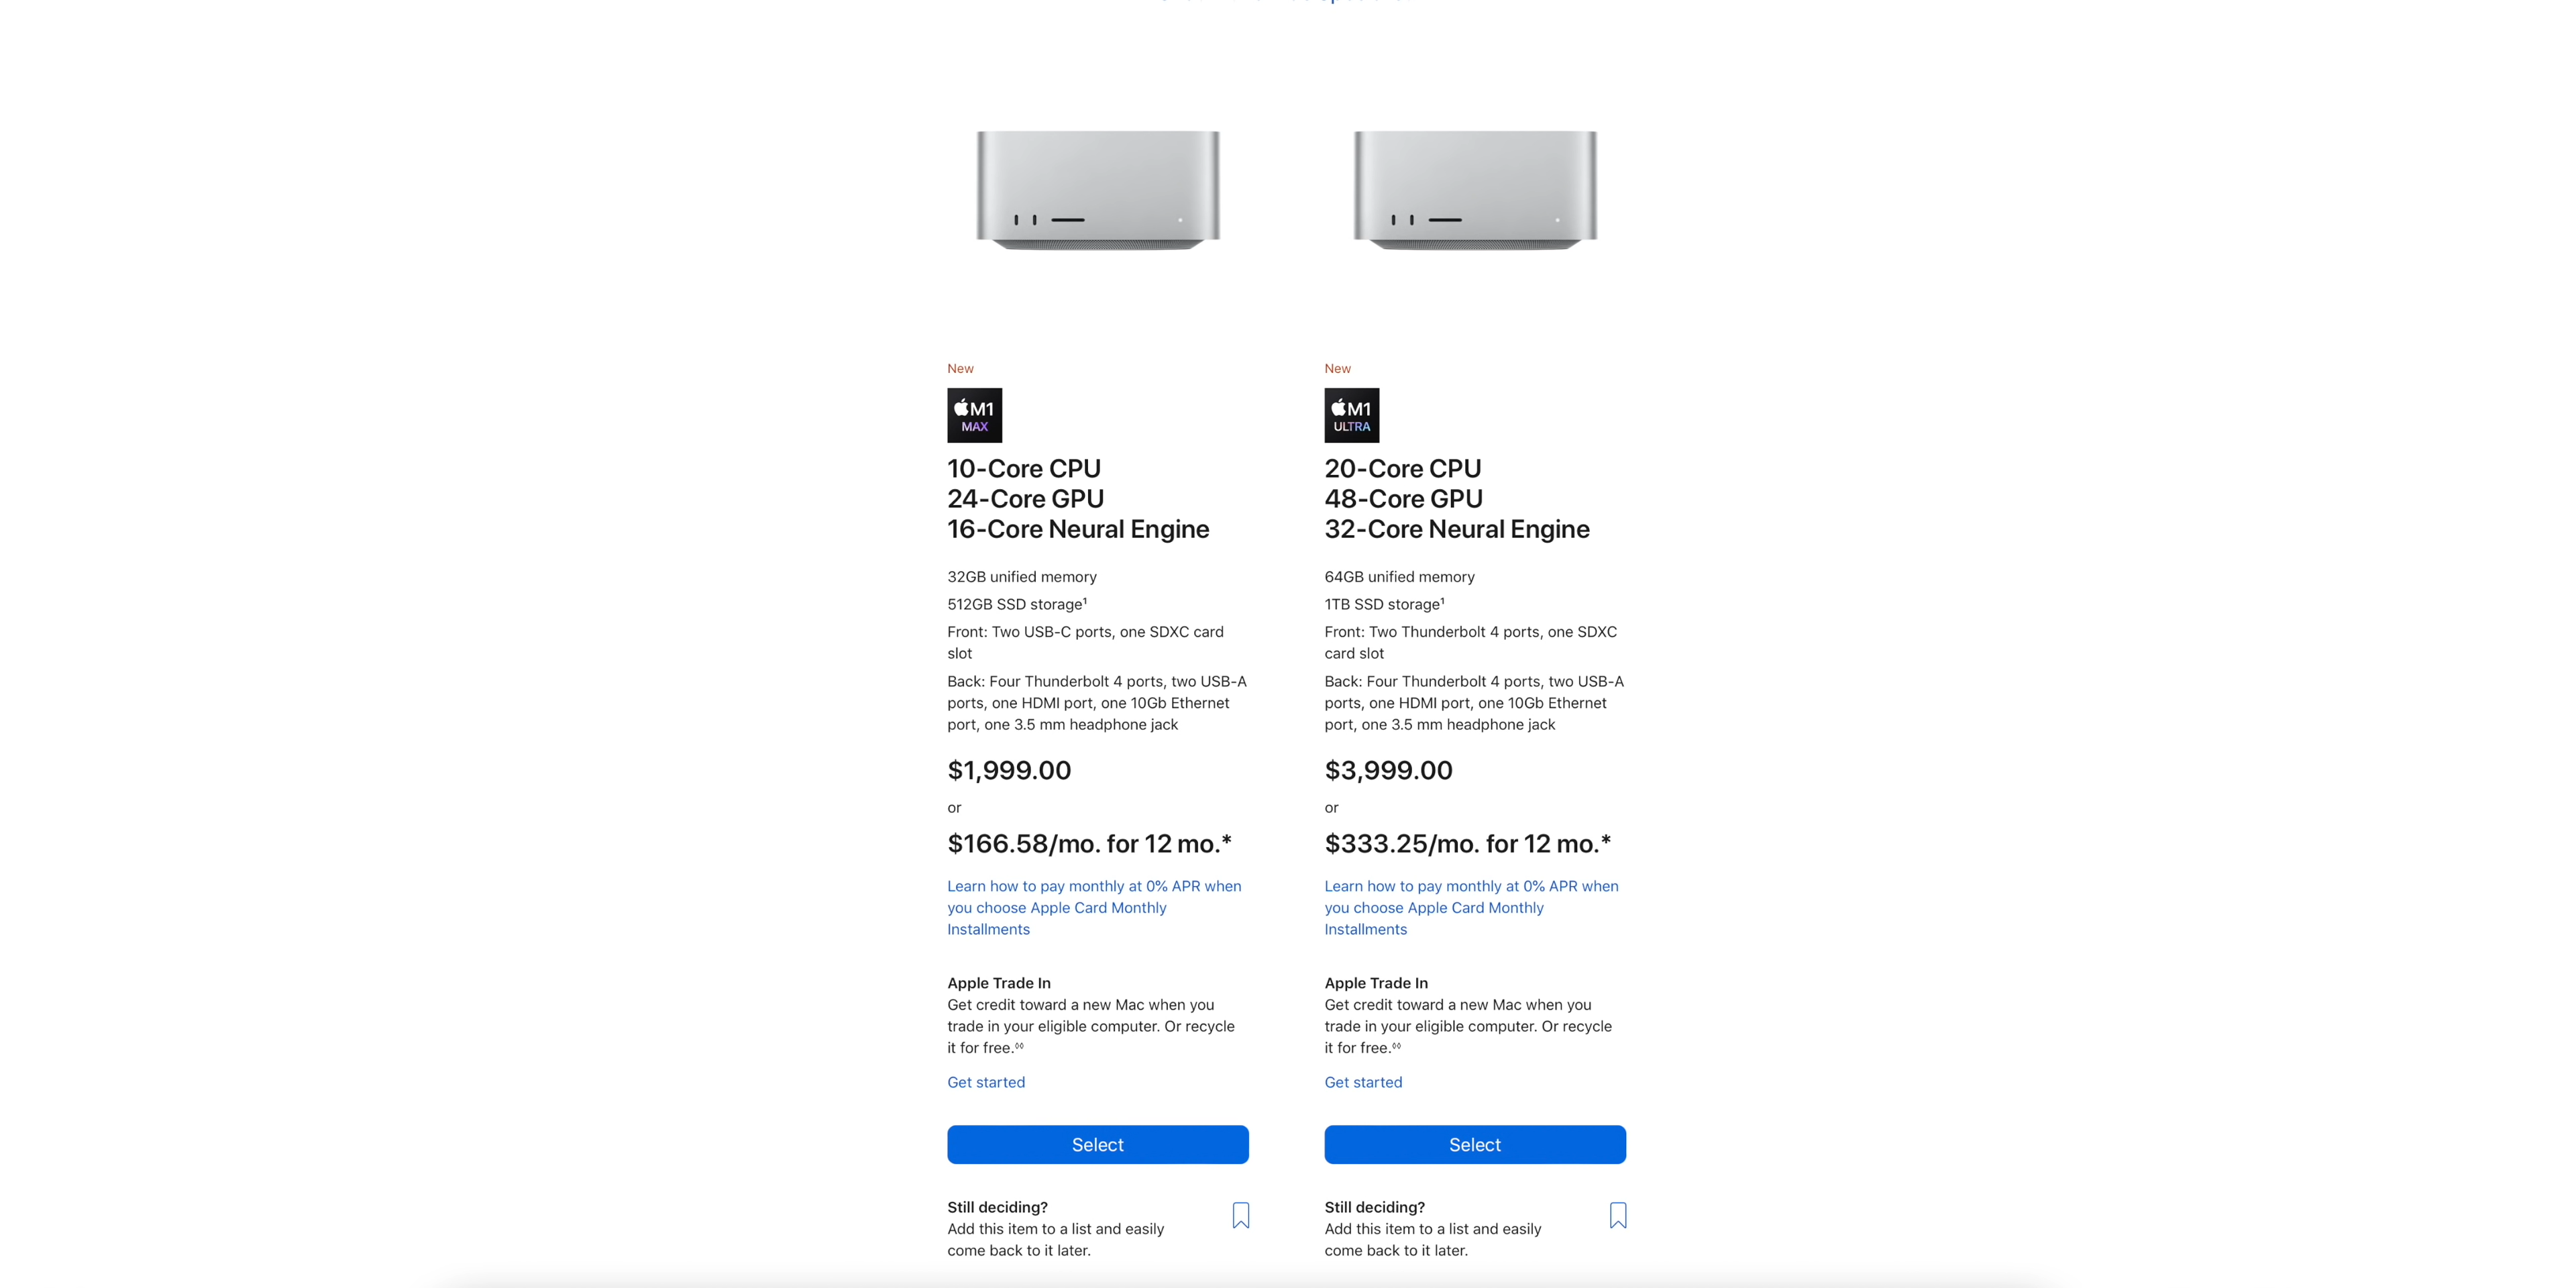 New
M1
MAX
10-Core CPU
24-Core GPU
16-Core Neural Engine
32GB unified memory
512GB SSD storage¹
Front: Two USB-C ports, one SDXC card
slot
Back: Four Thunderbolt 4 ports, two USB-A
ports, one HDMI port, one 10Gb Ethernet
port, one 3.5 mm headphone jack
$1,999.00
or
$166.58/mo. for 12 mo.*
Learn how to pay monthly at 0% APR when
you choose Apple Card Monthly
Installments
Apple Trade In
Get credit toward a new Mac when you
trade in your eligible computer. Or recycle
it for free.◊◊
Get started
Select
Still deciding?
Add this item to a list and easily
come back to it later.
New
M1
ULTRA
20-Core CPU
48-Core GPU
32-Core Neural Engine
64GB unified memory
1TB SSD storage¹
Front: Two Thunderbolt 4 ports, one SDXC
card slot
Back: Four Thunderbolt 4 ports, two USB-A
ports, one HDMI port, one 10Gb Ethernet
port, one 3.5 mm headphone jack
$3,999.00
or
$333.25/mo. for 12 mo.*
Learn how to pay monthly at 0% APR when
you choose Apple Card Monthly
Installments
Apple Trade In
Get credit toward a new Mac when you
trade in your eligible computer. Or recycle
it for free.◊◊
Get started
Select
Still deciding?
Add this item to a list and easily
come back to it later.